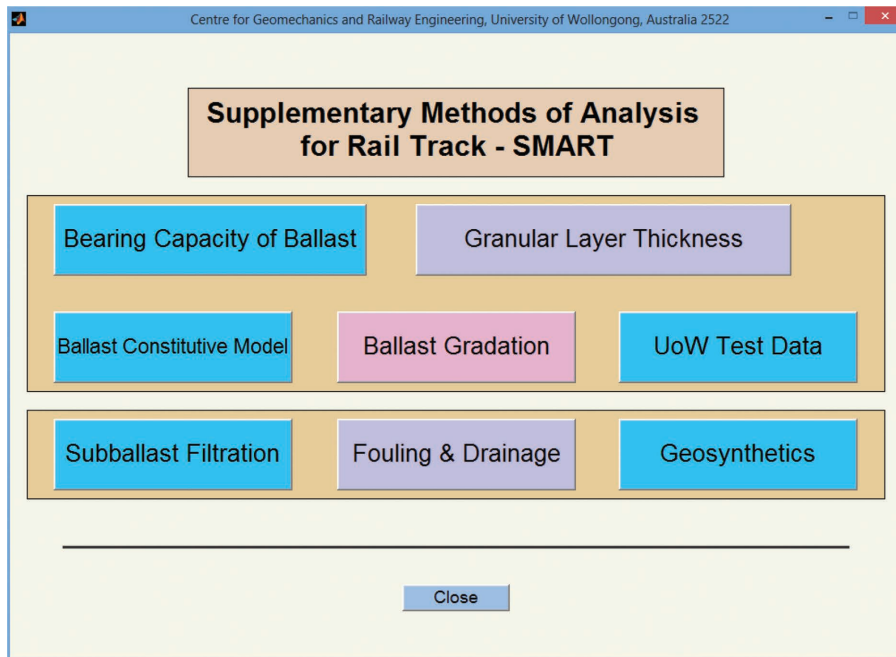 Centre for Geomechanics and Railway Engineering, University of Wollongong, Australia 2522
Supplementary Methods of Analysis
for Rail Track - SMART
Bearing Capacity of Ballast
Granular Layer Thickness
Ballast Constitutive Model
Ballast Gradation
UoW Test Data
Subballast Filtration
Fouling & Drainage
Geosynthetics
Close